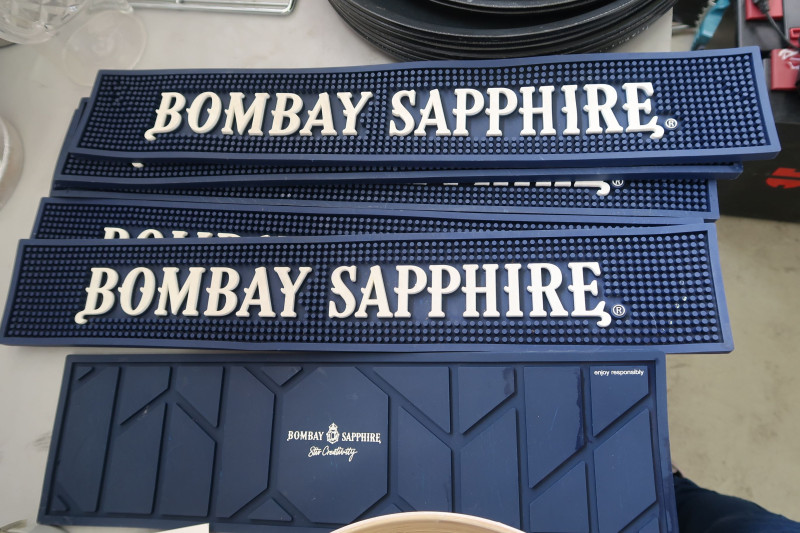 BOMBAY SAPPHIRE®
®
BOMBAY SAPPHIRE®
enjoy responsibly
BOMBAY SAPPHIRE
Stir Creativity